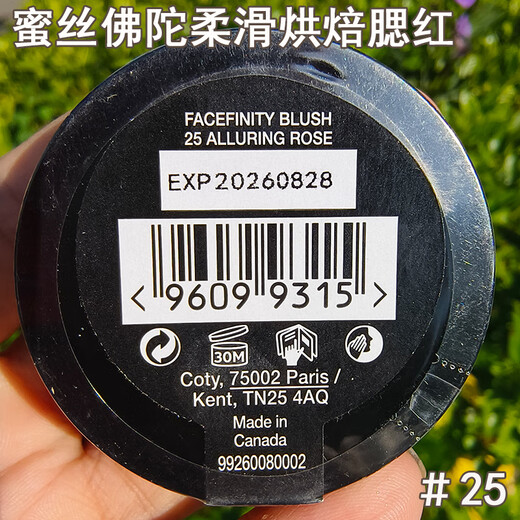 蜜丝佛陀柔滑烘焙腮红
FACEFINITY BLUSH
25 ALLURING ROSE
EXP20260828
<9609 9315>
30M
Coty, 75002 Paris /
Kent, TN25 4AQ
Made in
Canada
99260080002
#25